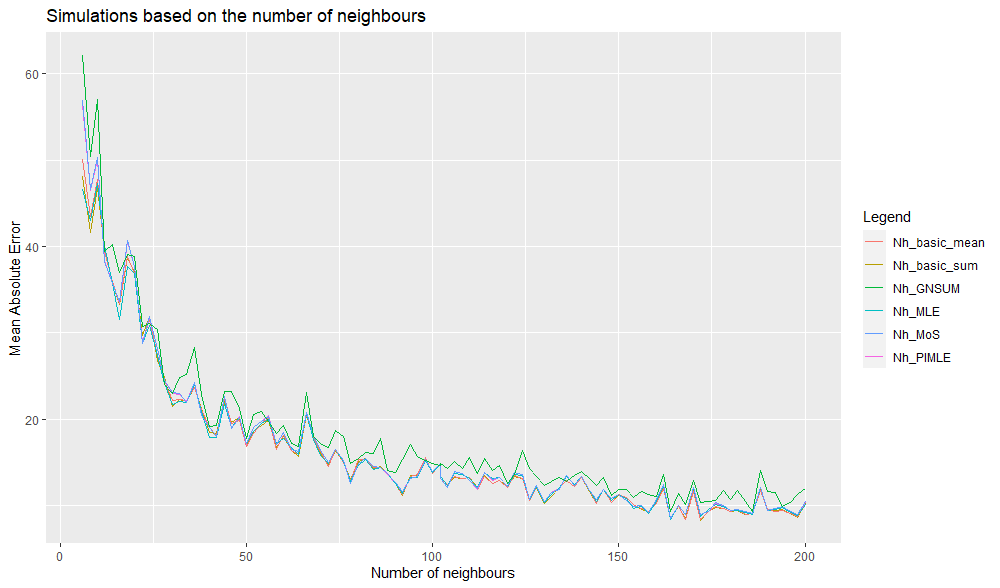 Simulations based on the number of neighbours
Mean Absolute Error
60
40
20
0
50
100
150
200
Number of neighbours
Legend
Nh_basic_mean
Nh_basic_sum
Nh_GNSUM
Nh_MLE
Nh_MoS
Nh_PIMLE